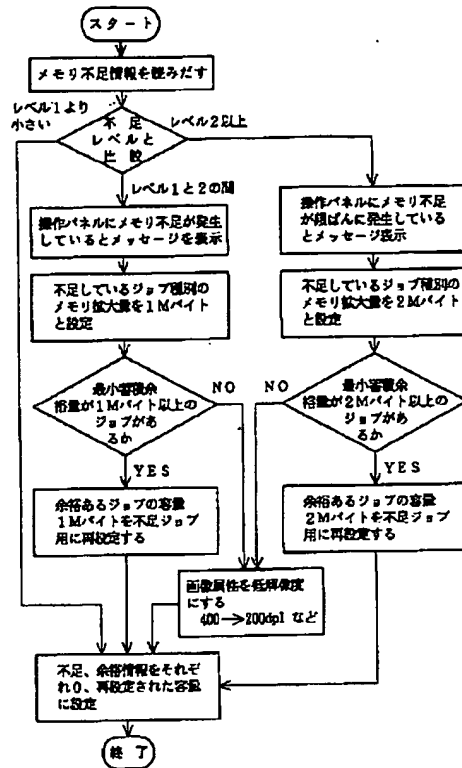 スタート
メモリ不足情報を読みだす
レベル1より
小さい
不 足
レベルと
比 較
レベル2以上
レベル1と2の間
操作パネルにメモリ不足が発生
しているとメッセージを表示
操作パネルにメモリ不足
が頻ぱんに発生している
とメッセージ表示
不足しているジョブ種別の
メモリ拡大量を1Mバイト
と設定
不足しているジョブ種別の
メモリ拡大量を2Mバイト
と設定
最小蓄積余
裕量が1Mバイト以上の
ジョブがあ
るか
NO
NO
最小蓄積余
裕量が2Mバイト以上の
ジョブがあ
るか
YES
YES
余裕あるジョブの容量
1Mバイトを不足ジョブ
用に再設定する
余裕あるジョブの容量
2Mバイトを不足ジョブ
用に再設定する
画像属性を低解像度
にする
400→200dpI など
不足、余裕情報をそれぞ
れ0、再設定された容量
に設定
終 了